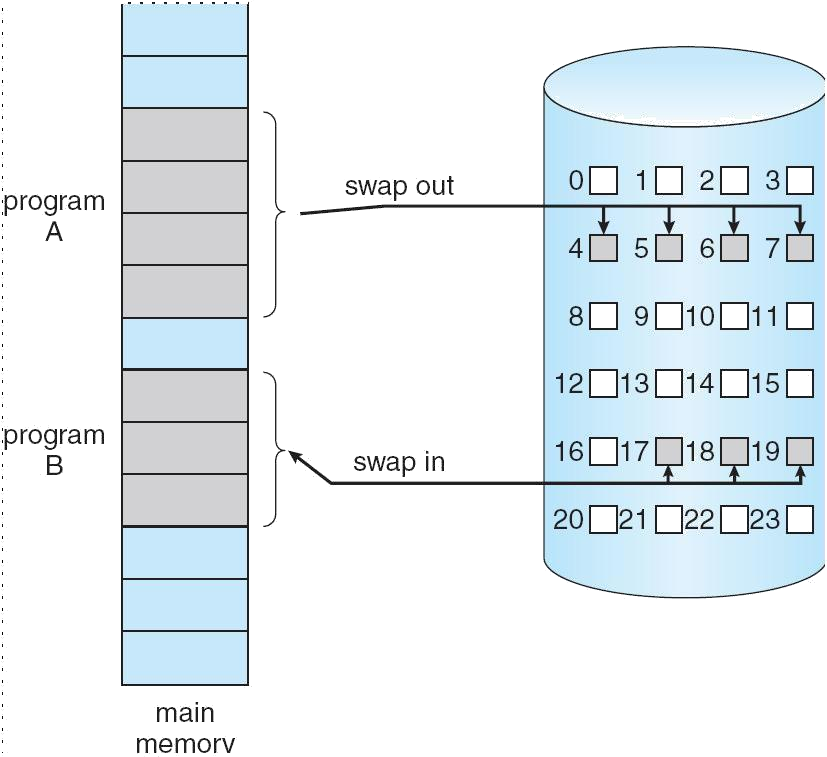 program
A
swap out
0 1 2 3
4 5 6 7
8 9 10 11
12 13 14 15
program
B
swap in
16 17 18 19
20 21 22 23
main
memory